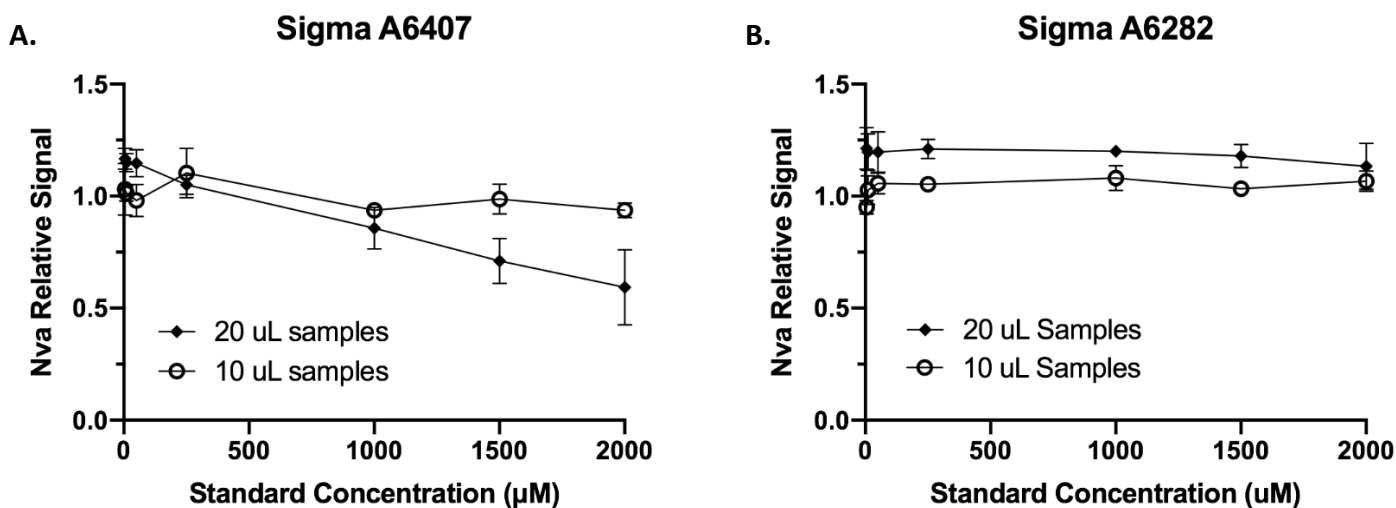 A.
Sigma A6407
Nva Relative Signal
1.5
1.0
0.5
0.0
20 uL samples
10 uL samples
0 500 1000 1500 2000
Standard Concentration (µM)
B.
Sigma A6282
Nva Relative Signal
1.5
1.0
0.5
0.0
20 uL Samples
10 uL Samples
0 500 1000 1500 2000
Standard Concentration (uM)